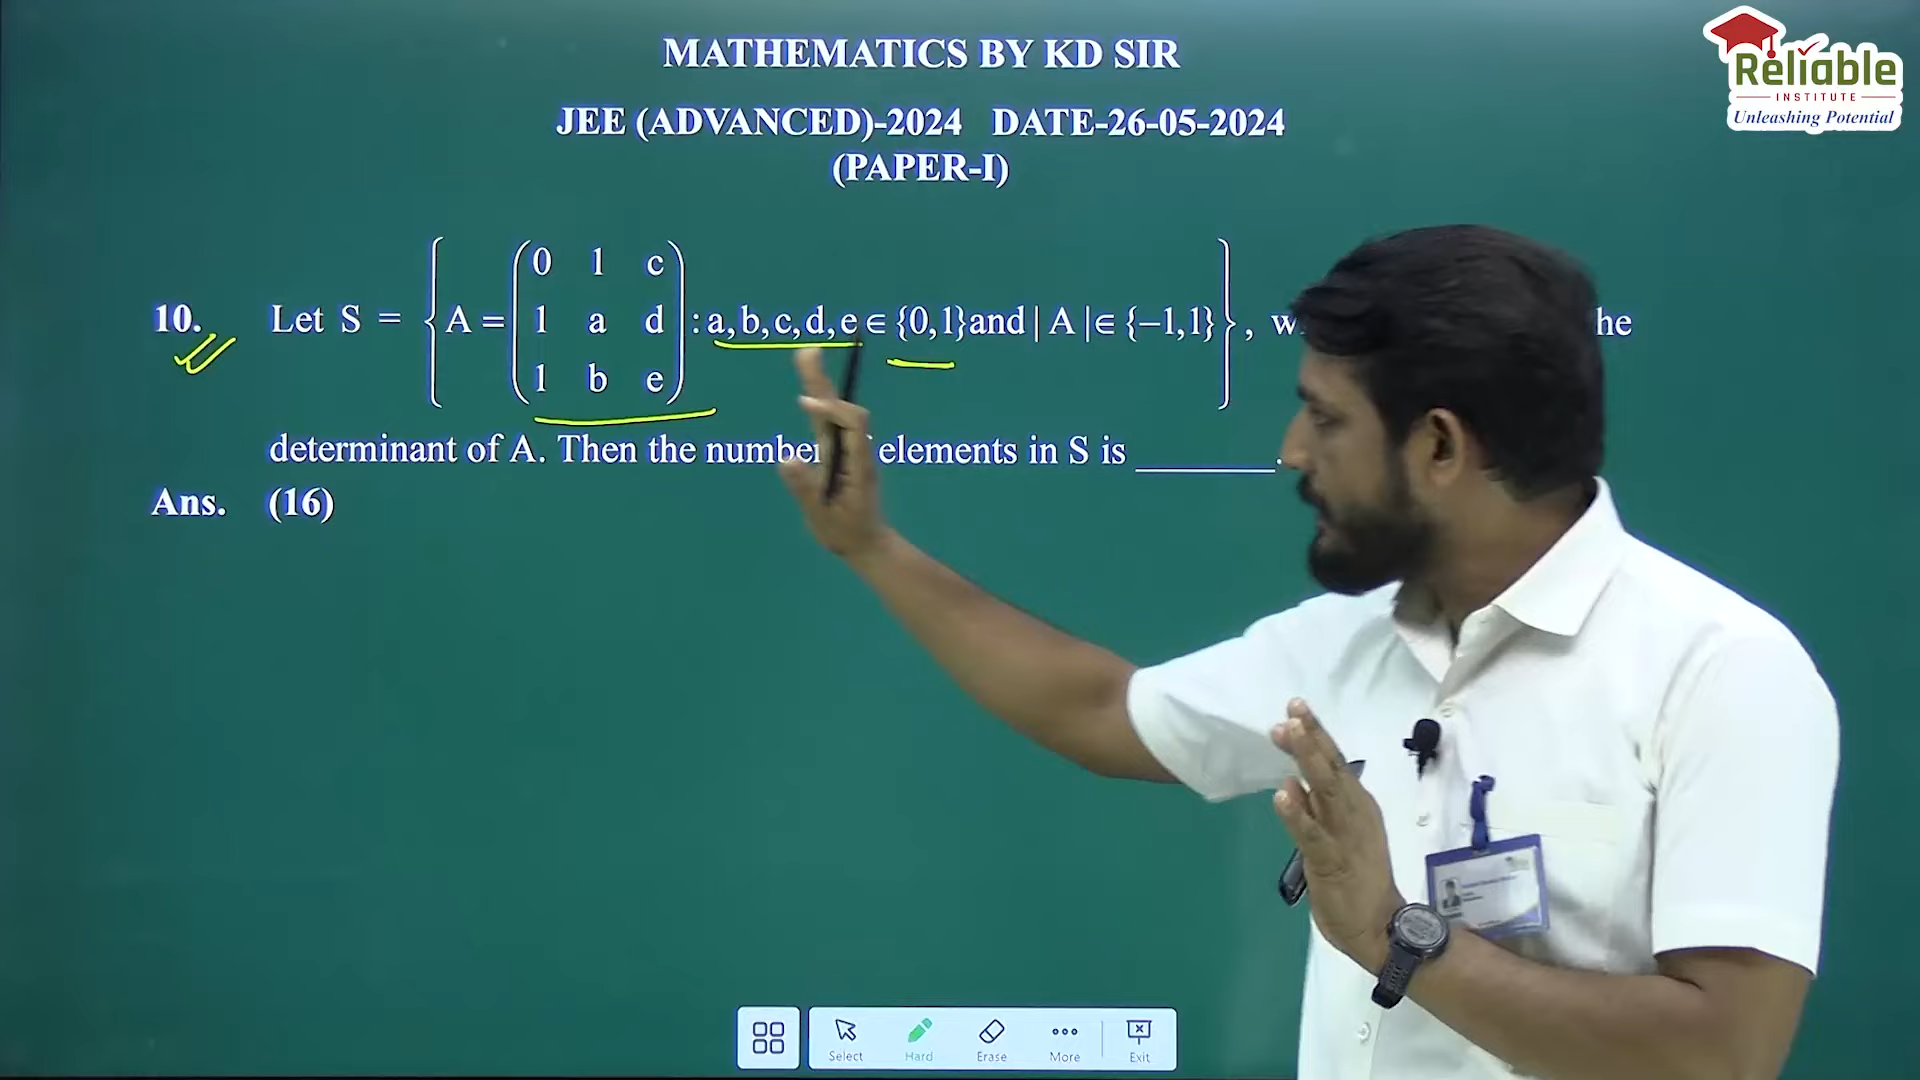 MATHEMATICS BY KD SIR
Reliable
INSTITUTE
Unleashing Potential
JEE (ADVANCED)-2024 DATE-26-05-2024
(PAPER-I)
10. Let S = { A = ( 0 1 c
1 a d
1 b e ) : a, b, c, d, e ∈ {0, 1} and | A |∈ {–1, 1} } , he
determinant of A. Then the number elements in S is ________.
Ans. (16)
Select Hard Erase More Exit